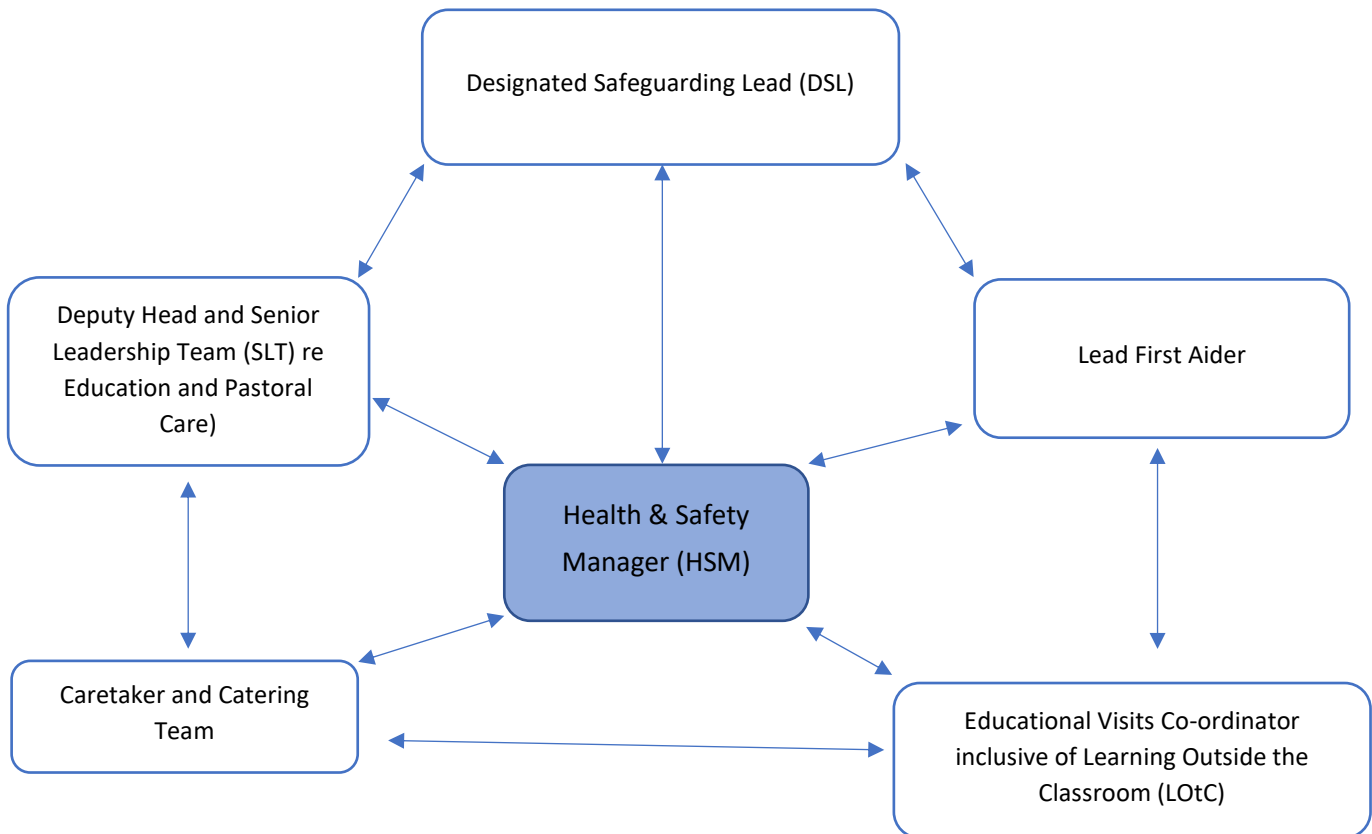 Designated Safeguarding Lead (DSL)
Deputy Head and Senior
Leadership Team (SLT) re
Education and Pastoral
Care)
Lead First Aider
Health & Safety
Manager (HSM)
Caretaker and Catering
Team
Educational Visits Co-ordinator
inclusive of Learning Outside the
Classroom (LOtC)